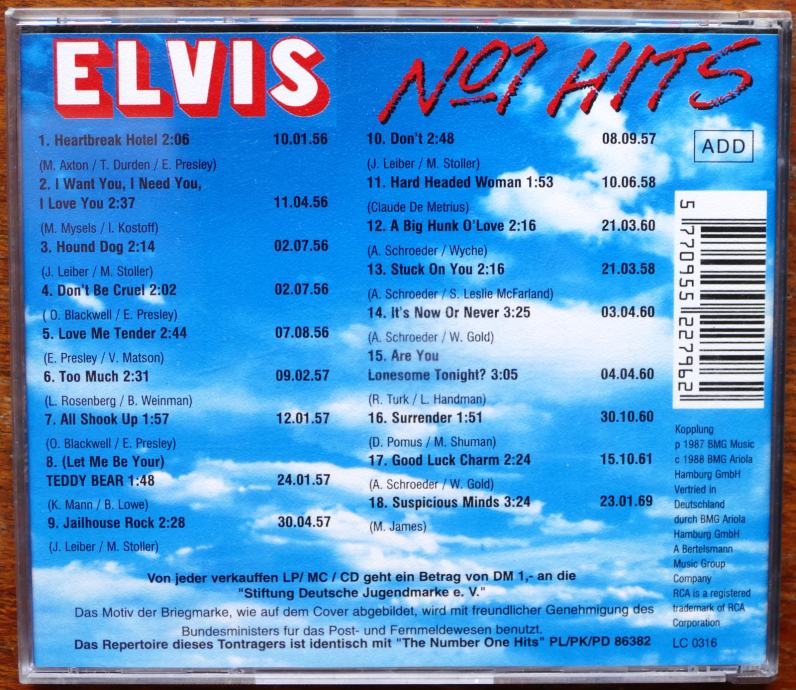 ELVIS No1 HITS
1. Heartbreak Hotel 2:06 10.01.56
(M. Axton / T. Durden / E. Presley)
2. I Want You, I Need You,
I Love You 2:37 11.04.56
(M. Mysels / I. Kostoff)
3. Hound Dog 2:14 02.07.56
(J. Leiber / M. Stoller)
4. Don't Be Cruel 2:02 02.07.56
( O. Blackwell / E. Presley)
5. Love Me Tender 2:44 07.08.56
(E. Presley / V. Matson)
6. Too Much 2:31 09.02.57
(L. Rosenberg / B. Weinman)
7. All Shook Up 1:57 12.01.57
(O. Blackwell / E. Presley)
8. (Let Me Be Your)
TEDDY BEAR 1:48 24.01.57
(K. Mann / B. Lowe)
9. Jailhouse Rock 2:28 30.04.57
(J. Leiber / M. Stoller)
10. Don't 2:48 08.09.57
(J. Leiber / M. Stoller)
11. Hard Headed Woman 1:53 10.06.58
(Claude De Metrius)
12. A Big Hunk O'Love 2:16 21.03.60
(A. Schroeder / Wyche)
13. Stuck On You 2:16 21.03.58
(A. Schroeder / S. Leslie McFarland)
14. It's Now Or Never 3:25 03.04.60
(A. Schroeder / W. Gold)
15. Are You
Lonesome Tonight? 3:05 04.04.60
(R. Turk / L. Handman)
16. Surrender 1:51 30.10.60
(D. Pomus / M. Shuman)
17. Good Luck Charm 2:24 15.10.61
(A. Schroeder / W. Gold)
18. Suspicious Minds 3:24 23.01.69
(M. James)
ADD
5 770955 227962
Kopplung
p 1987 BMG Music
c 1988 BMG Ariola
Hamburg GmbH
Vertried in
Deutschland
durch BMG Ariola
Hamburg GmbH
A Bertelsmann
Music Group
Company
RCA is a registered
trademark of RCA
Corporation
LC 0316
Von jeder verkauffen LP/ MC / CD geht ein Betrag von DM 1,- an die
"Stiftung Deutsche Jugendmarke e. V."
Das Motiv der Briegmarke, wie auf dem Cover abgebildet, wird mit freundlicher Genehmigung des
Bundesministers fur das Post- und Fernmeldewesen benutzt.
Das Repertoire dieses Tontragers ist identisch mit "The Number One Hits" PL/PK/PD 86382